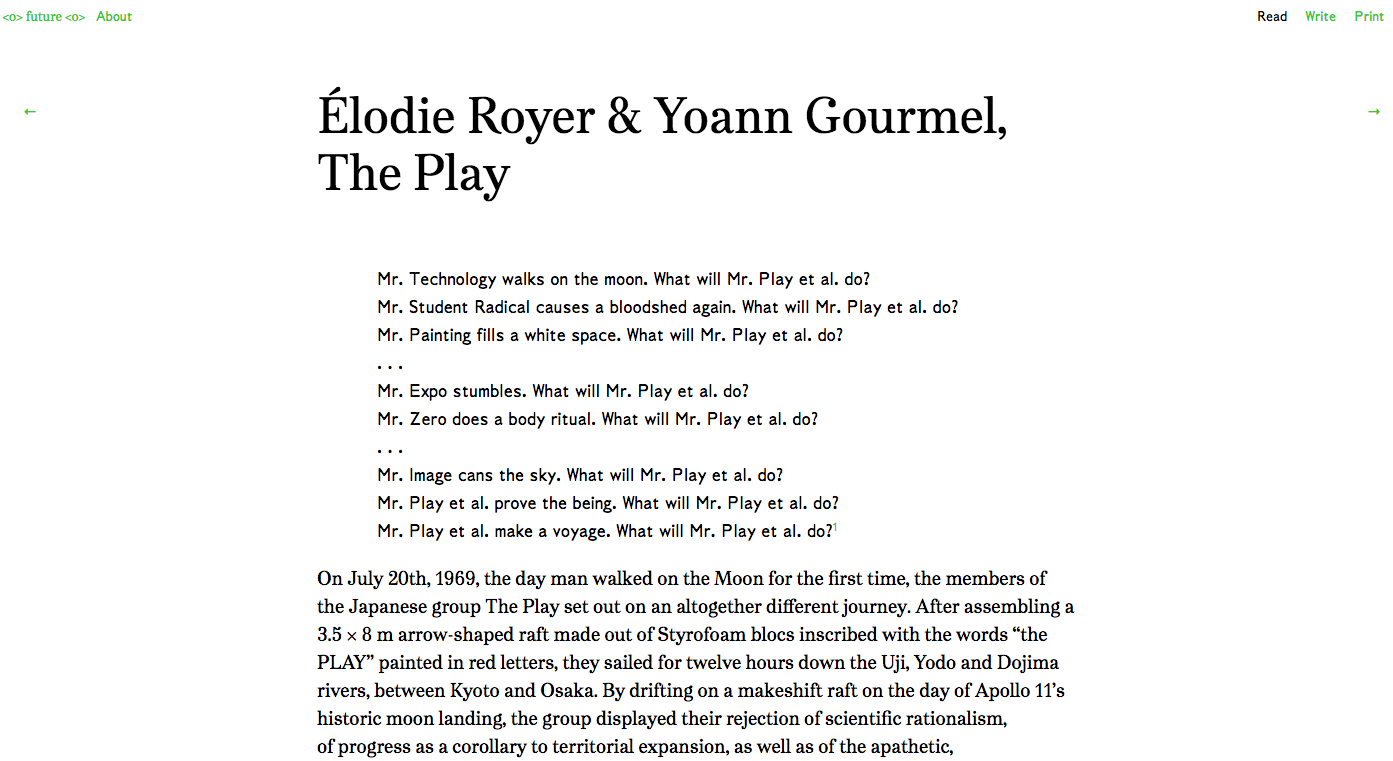 <o> future <o> About
Read Write Print
← →
Élodie Royer & Yoann Gourmel,
The Play
Mr. Technology walks on the moon. What will Mr. Play et al. do?
Mr. Student Radical causes a bloodshed again. What will Mr. Play et al. do?
Mr. Painting fills a white space. What will Mr. Play et al. do?
. . .
Mr. Expo stumbles. What will Mr. Play et al. do?
Mr. Zero does a body ritual. What will Mr. Play et al. do?
. . .
Mr. Image cans the sky. What will Mr. Play et al. do?
Mr. Play et al. prove the being. What will Mr. Play et al. do?
Mr. Play et al. make a voyage. What will Mr. Play et al. do?¹
On July 20th, 1969, the day man walked on the Moon for the first time, the members of
the Japanese group The Play set out on an altogether different journey. After assembling a
3.5 × 8 m arrow-shaped raft made out of Styrofoam blocs inscribed with the words “the
PLAY” painted in red letters, they sailed for twelve hours down the Uji, Yodo and Dojima
rivers, between Kyoto and Osaka. By drifting on a makeshift raft on the day of Apollo 11’s
historic moon landing, the group displayed their rejection of scientific rationalism,
of progress as a corollary to territorial expansion, as well as of the apathetic,